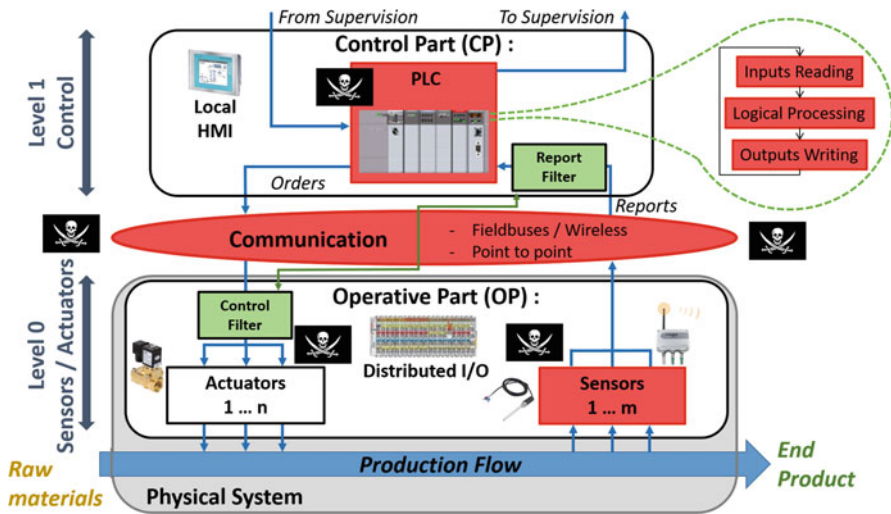 From Supervision
To Supervision
Control Part (CP) :
PLC
Local
HMI
Inputs Reading
Logical Processing
Outputs Writing
Level 1
Control
Report
Filter
Orders
Reports
Communication
- Fieldbuses / Wireless
- Point to point
Level 0
Sensors / Actuators
Operative Part (OP) :
Control
Filter
Distributed I/O
Actuators
1 ... n
Sensors
1 ... m
Raw
materials
Production Flow
End
Product
Physical System